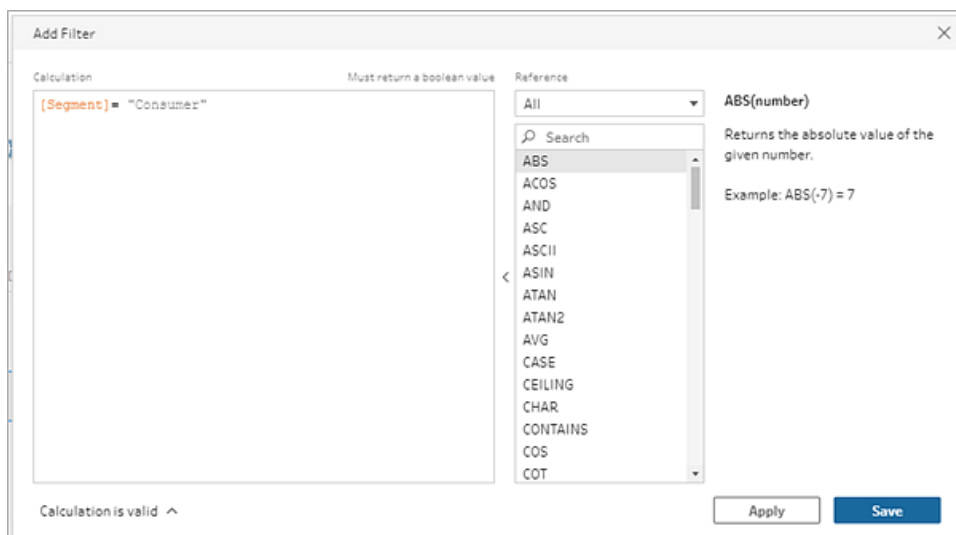 Add Filter
Calculation Must return a boolean value Reference
[Segment]= "Consumer"
All
Search
ABS
ACOS
AND
ASC
ASCII
ASIN
ATAN
ATAN2
AVG
CASE
CEILING
CHAR
CONTAINS
COS
COT
ABS(number)
Returns the absolute value of the
given number.
Example: ABS(-7) = 7
Calculation is valid
Apply
Save